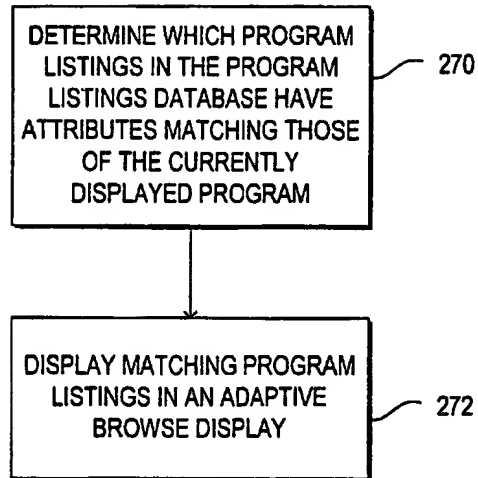 DETERMINE WHICH PROGRAM
LISTINGS IN THE PROGRAM
LISTINGS DATABASE HAVE
ATTRIBUTES MATCHING THOSE
OF THE CURRENTLY
DISPLAYED PROGRAM
270
DISPLAY MATCHING PROGRAM
LISTINGS IN AN ADAPTIVE
BROWSE DISPLAY
272